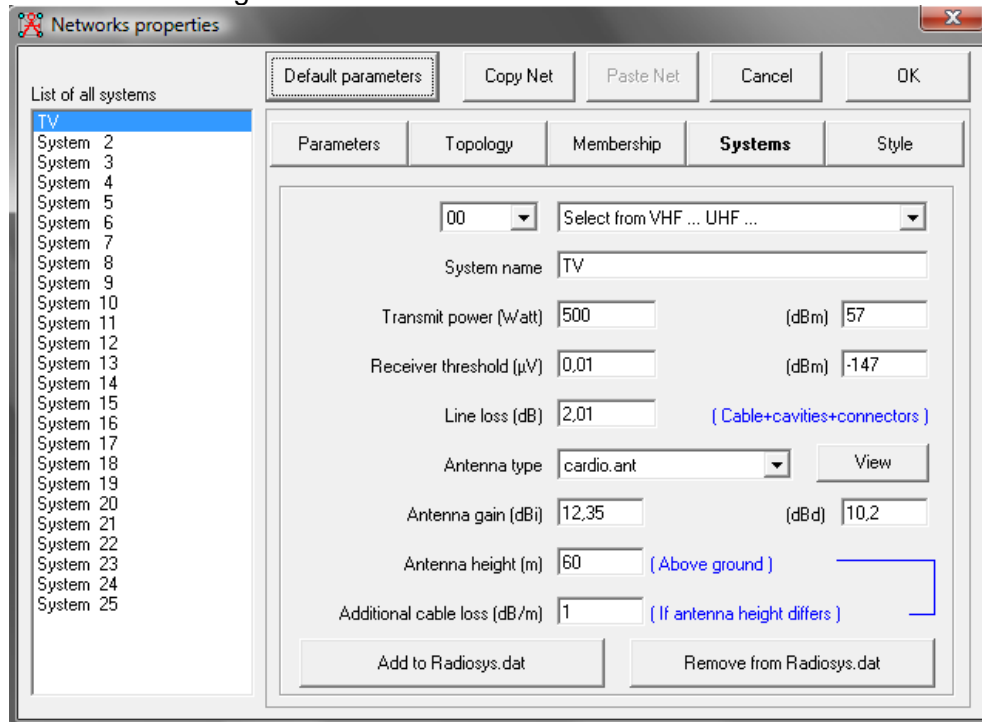 Networks properties
Default parameters Copy Net Paste Net Cancel OK
List of all systems
TV
System 2
System 3
System 4
System 5
System 6
System 7
System 8
System 9
System 10
System 11
System 12
System 13
System 14
System 15
System 16
System 17
System 18
System 19
System 20
System 21
System 22
System 23
System 24
System 25
Parameters Topology Membership Systems Style
00 Select from VHF ... UHF ...
System name TV
Transmit power (Watt) 500 (dBm) 57
Receiver threshold (µV) 0,01 (dBm) -147
Line loss (dB) 2,01 ( Cable+cavities+connectors )
Antenna type cardio.ant View
Antenna gain (dBi) 12,35 (dBd) 10,2
Antenna height (m) 60 ( Above ground )
Additional cable loss (dB/m) 1 ( If antenna height differs )
Add to Radiosys.dat Remove from Radiosys.dat